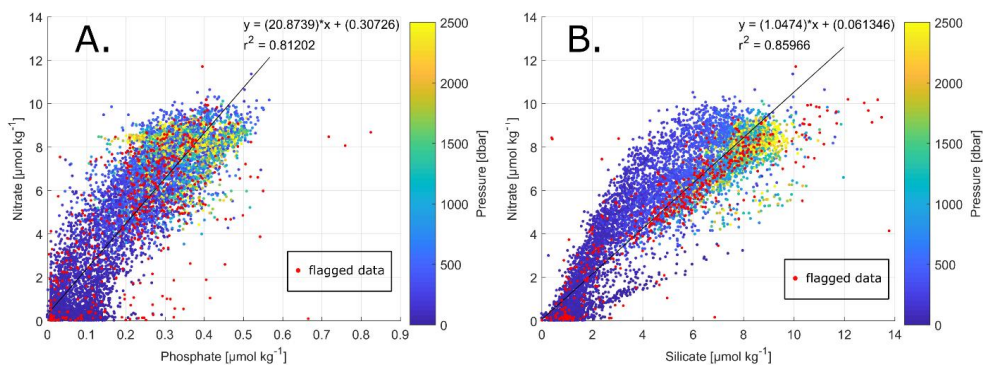 A.
y = (20.8739)*x + (0.30726)
r² = 0.81202
14
12
10
8
6
4
2
0
Nitrate [µmol kg⁻¹]
0 0.1 0.2 0.3 0.4 0.5 0.6 0.7 0.8 0.9
Phosphate [µmol kg⁻¹]
flagged data
2500
2000
1500
1000
500
0
Pressure [dbar]
B.
y = (1.0474)*x + (0.061346)
r² = 0.85966
14
12
10
8
6
4
2
0
Nitrate [µmol kg⁻¹]
0 2 4 6 8 10 12 14
Silicate [µmol kg⁻¹]
flagged data
2500
2000
1500
1000
500
0
Pressure [dbar]